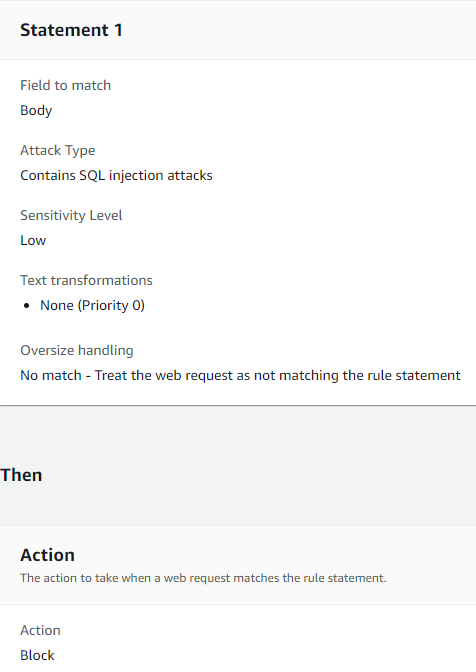 Statement 1
Field to match
Body
Attack Type
Contains SQL injection attacks
Sensitivity Level
Low
Text transformations
• None (Priority 0)
Oversize handling
No match - Treat the web request as not matching the rule statement
Then
Action
The action to take when a web request matches the rule statement.
Action
Block